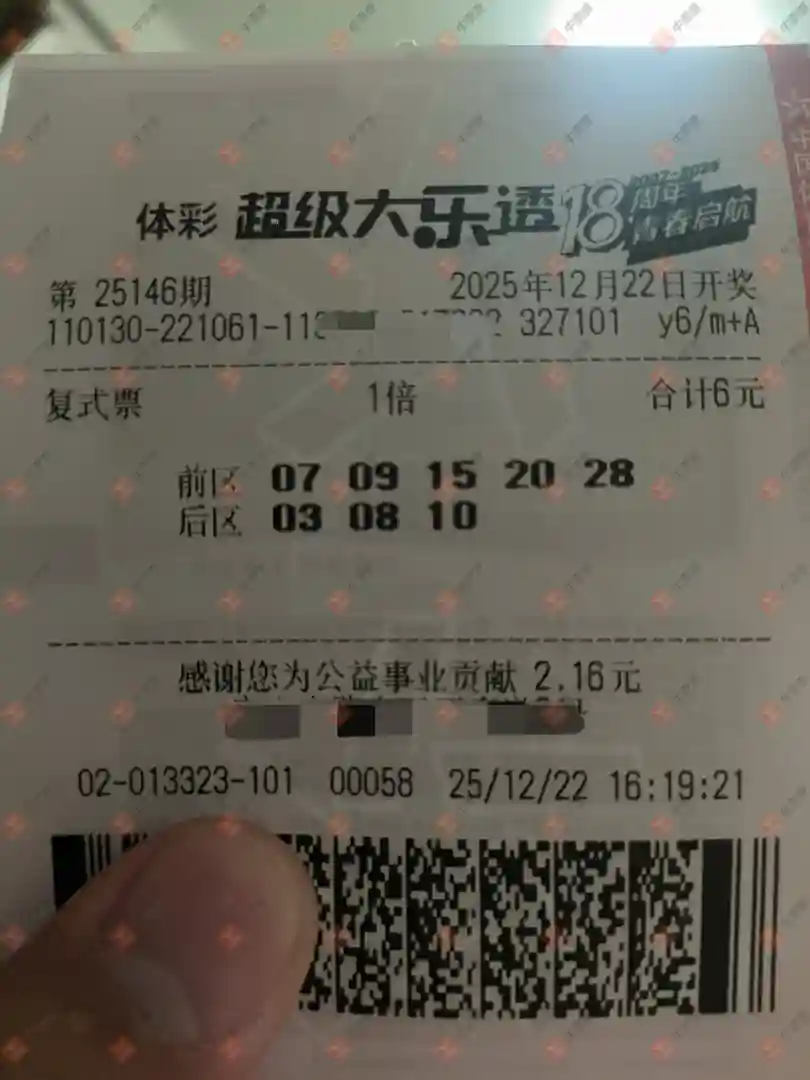 体彩 超级大乐透 18周年 青春启航
第 25146期 2025年12月22日开奖
110130-221061-11 327101 y6/m+A
复式票 1倍 合计6元
前区 07 09 15 20 28
后区 03 08 10
感谢您为公益事业贡献 2.16元
02-013323-101 00058 25/12/22 16:19:21